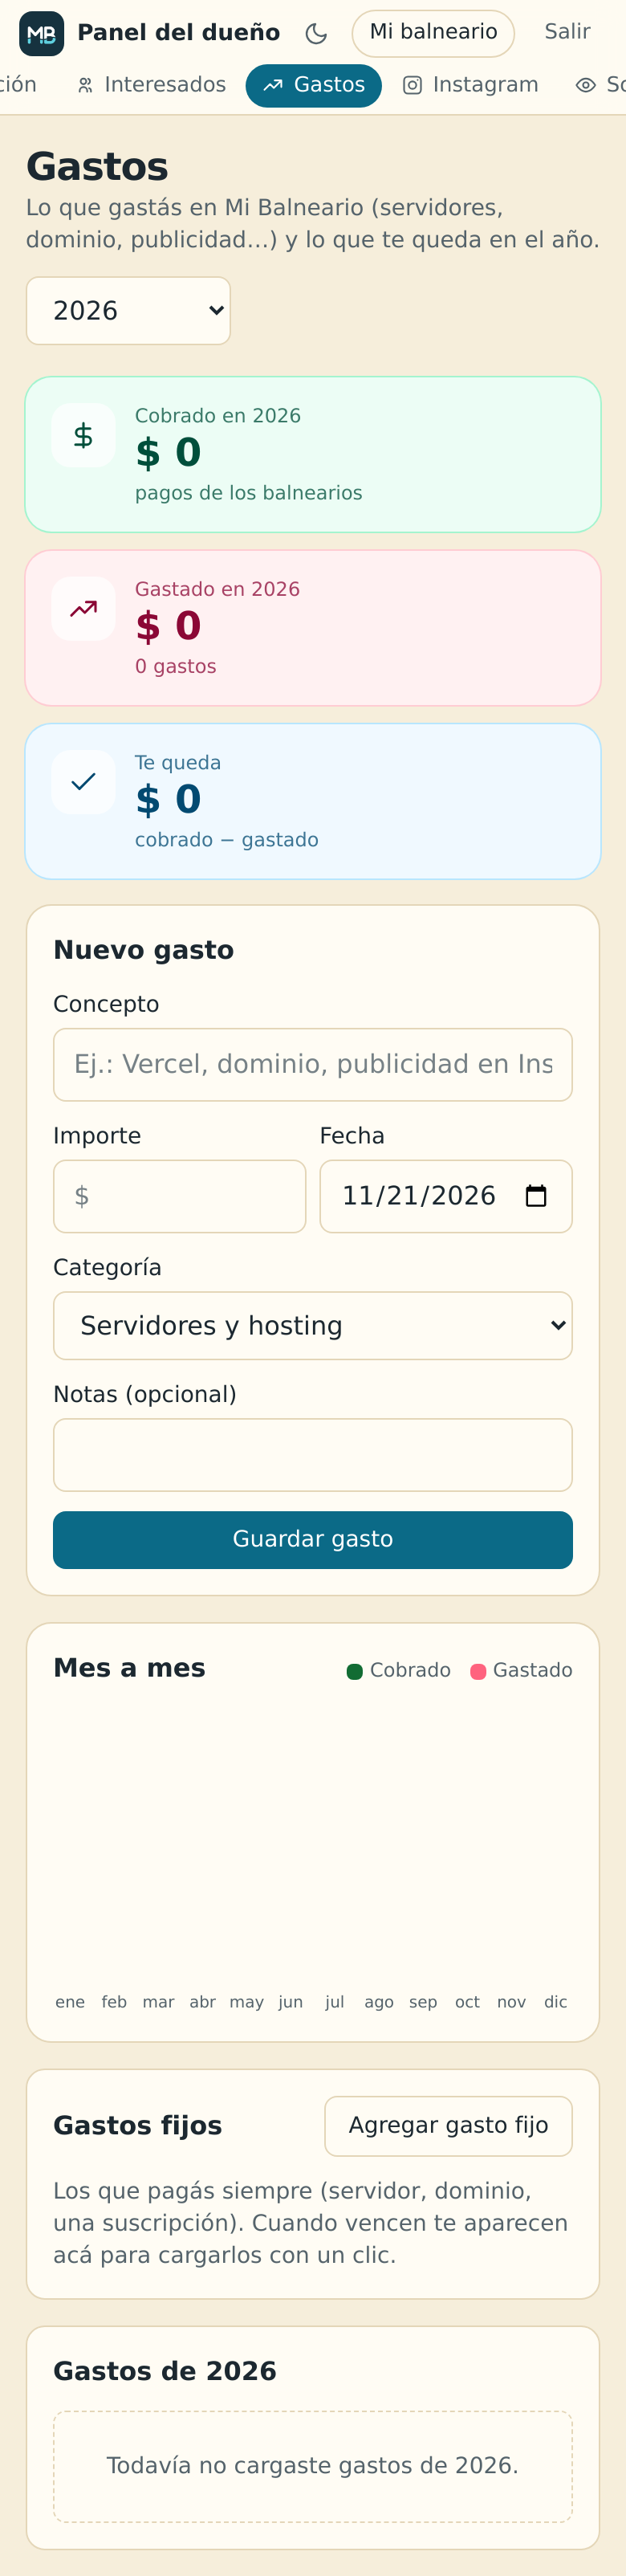 MB Panel del dueño Mi balneario Salir
ción Interesados Gastos Instagram
Gastos
Lo que gastás en Mi Balneario (servidores,
dominio, publicidad…) y lo que te queda en el año.
2026
Cobrado en 2026
$ 0
pagos de los balnearios
Gastado en 2026
$ 0
0 gastos
Te queda
$ 0
cobrado − gastado
Nuevo gasto
Concepto
Ej.: Vercel, dominio, publicidad en Ins
Importe Fecha
$ 11/21/2026
Categoría
Servidores y hosting
Notas (opcional)
Guardar gasto
Mes a mes Cobrado Gastado
ene feb mar abr may jun jul ago sep oct nov dic
Gastos fijos Agregar gasto fijo
Los que pagás siempre (servidor, dominio,
una suscripción). Cuando vencen te aparecen
acá para cargarlos con un clic.
Gastos de 2026
Todavía no cargaste gastos de 2026.